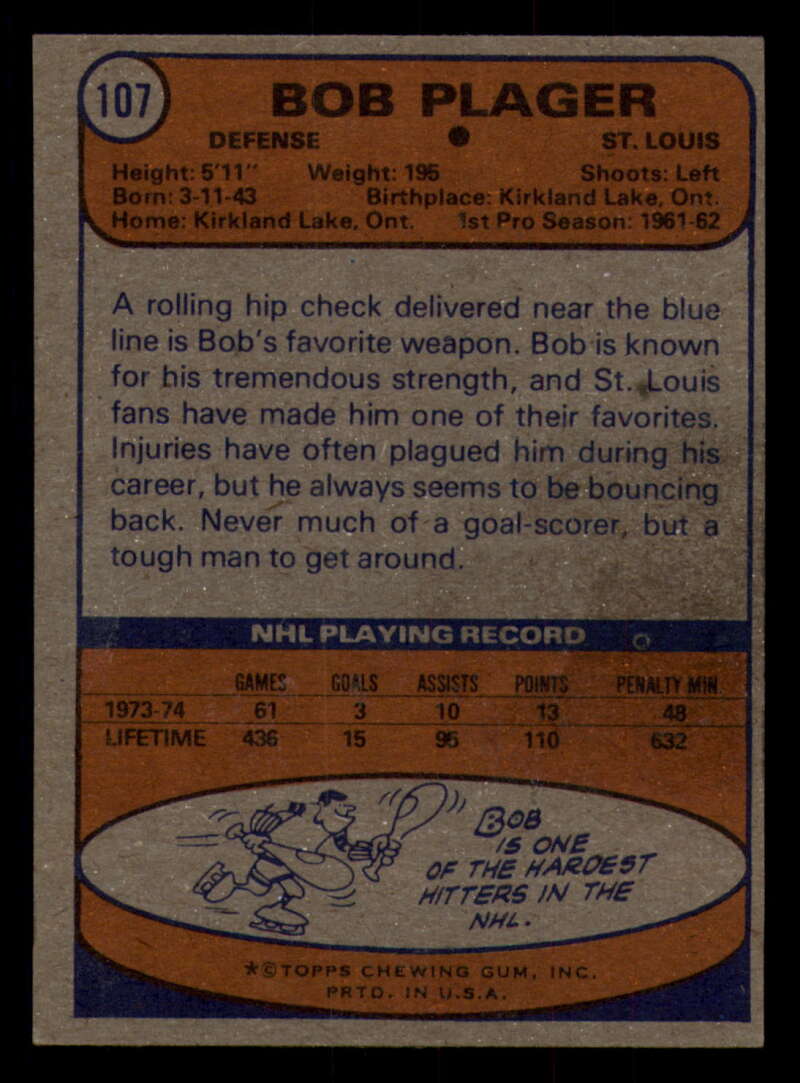 107
BOB PLAGER
DEFENSE ● ST. LOUIS
Height: 5'11" Weight: 195 Shoots: Left
Born: 3-11-43 Birthplace: Kirkland Lake, Ont.
Home: Kirkland Lake, Ont. 1st Pro Season: 1961-62
A rolling hip check delivered near the blue
line is Bob's favorite weapon. Bob is known
for his tremendous strength, and St. Louis
fans have made him one of their favorites.
Injuries have often plagued him during his
career, but he always seems to be bouncing
back. Never much of a goal-scorer, but a
tough man to get around.
NHL PLAYING RECORD
GAMES GOALS ASSISTS POINTS PENALTY MIN.
1973-74 61 3 10 13 48
LIFETIME 436 15 95 110 632
BOB
IS ONE
OF THE HARDEST
HITTERS IN THE
NHL.
*©TOPPS CHEWING GUM, INC.
PRTD. IN U.S.A.